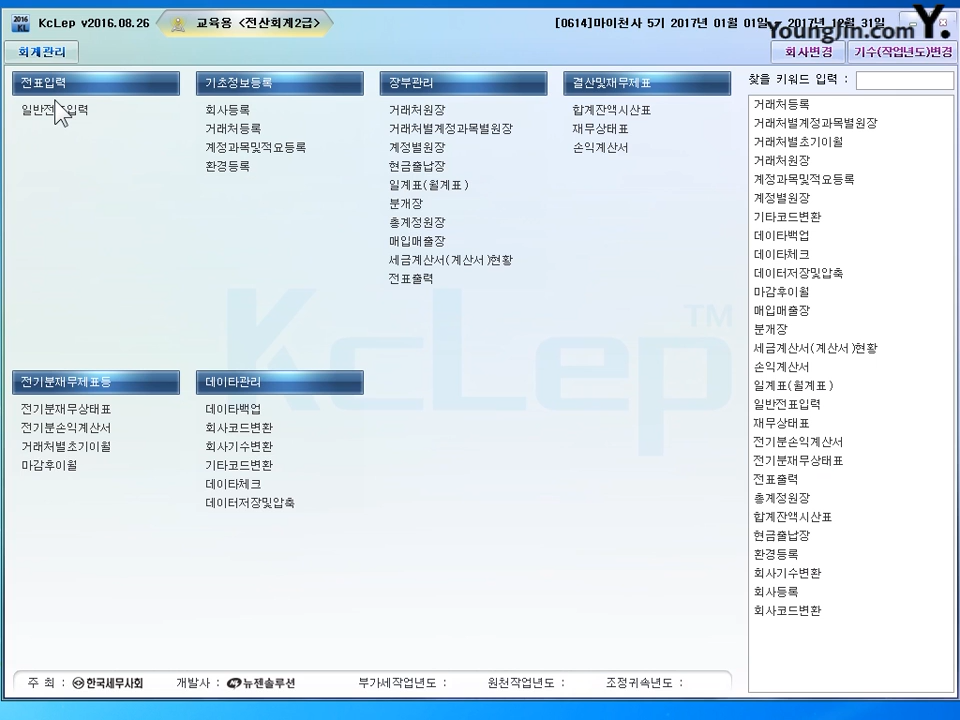 2016 KL KcLep v2016.08.26 교육용 <전산회계2급> [0614]마이천사 5기 2017년 01월 01일 ~ 2017년 12월 31일
YoungJin.com Y.
회계관리 회사변경 기수(작업년도)변경
전표입력
일반전표입력
기초정보등록
회사등록
거래처등록
계정과목및적요등록
환경등록
장부관리
거래처원장
거래처별계정과목별원장
계정별원장
현금출납장
일계표(월계표)
분개장
총계정원장
매입매출장
세금계산서(계산서)현황
전표출력
결산및재무제표
합계잔액시산표
재무상태표
손익계산서
전기분재무제표등
전기분재무상태표
전기분손익계산서
거래처별초기이월
마감후이월
데이타관리
데이타백업
회사코드변환
회사기수변환
기타코드변환
데이타체크
데이터저장및압축
KcLep TM
찾을 키워드 입력 :
거래처등록
거래처별계정과목별원장
거래처별초기이월
거래처원장
계정과목및적요등록
계정별원장
기타코드변환
데이타백업
데이타체크
데이터저장및압축
마감후이월
매입매출장
분개장
세금계산서(계산서)현황
손익계산서
일계표(월계표)
일반전표입력
재무상태표
전기분손익계산서
전기분재무상태표
전표출력
총계정원장
합계잔액시산표
현금출납장
환경등록
회사기수변환
회사등록
회사코드변환
주 최 : 한국세무사회 개발사 : 뉴젠솔루션 부가세작업년도 : 원천작업년도 : 조정귀속년도 :